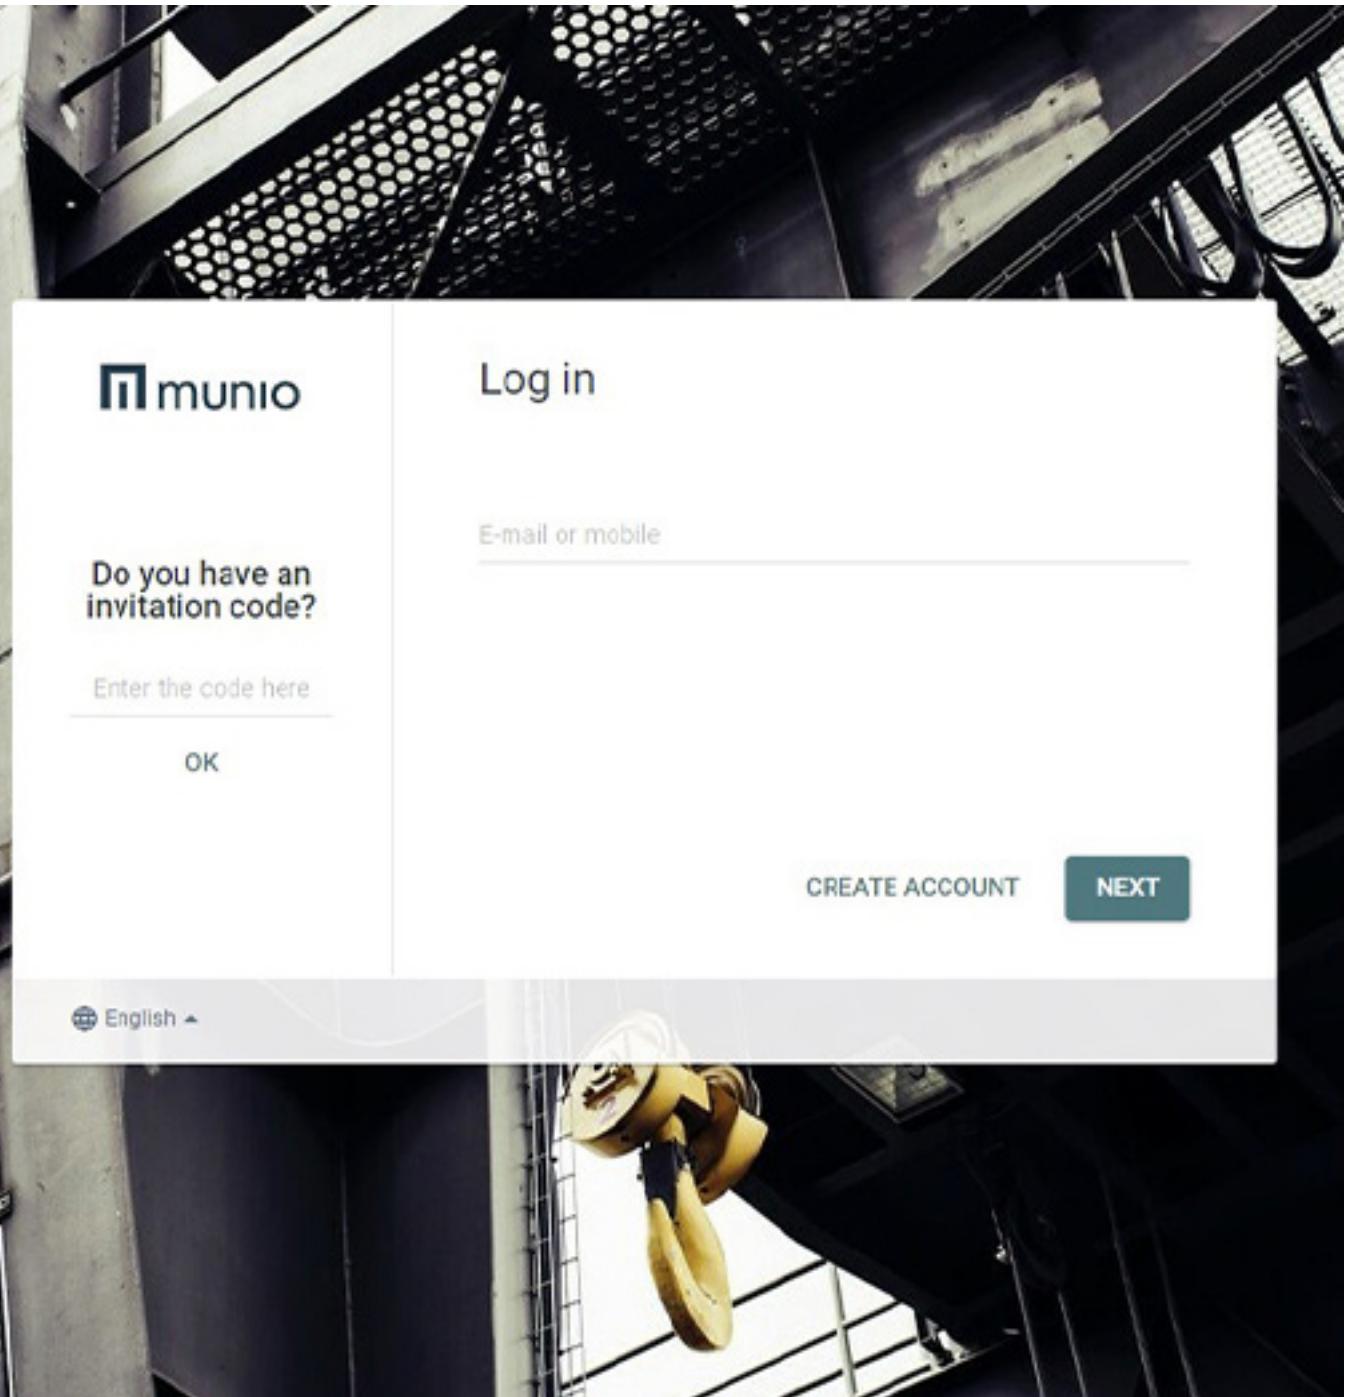 munio
Do you have an
invitation code?
Enter the code here
OK
Log in
E-mail or mobile
CREATE ACCOUNT
NEXT
English